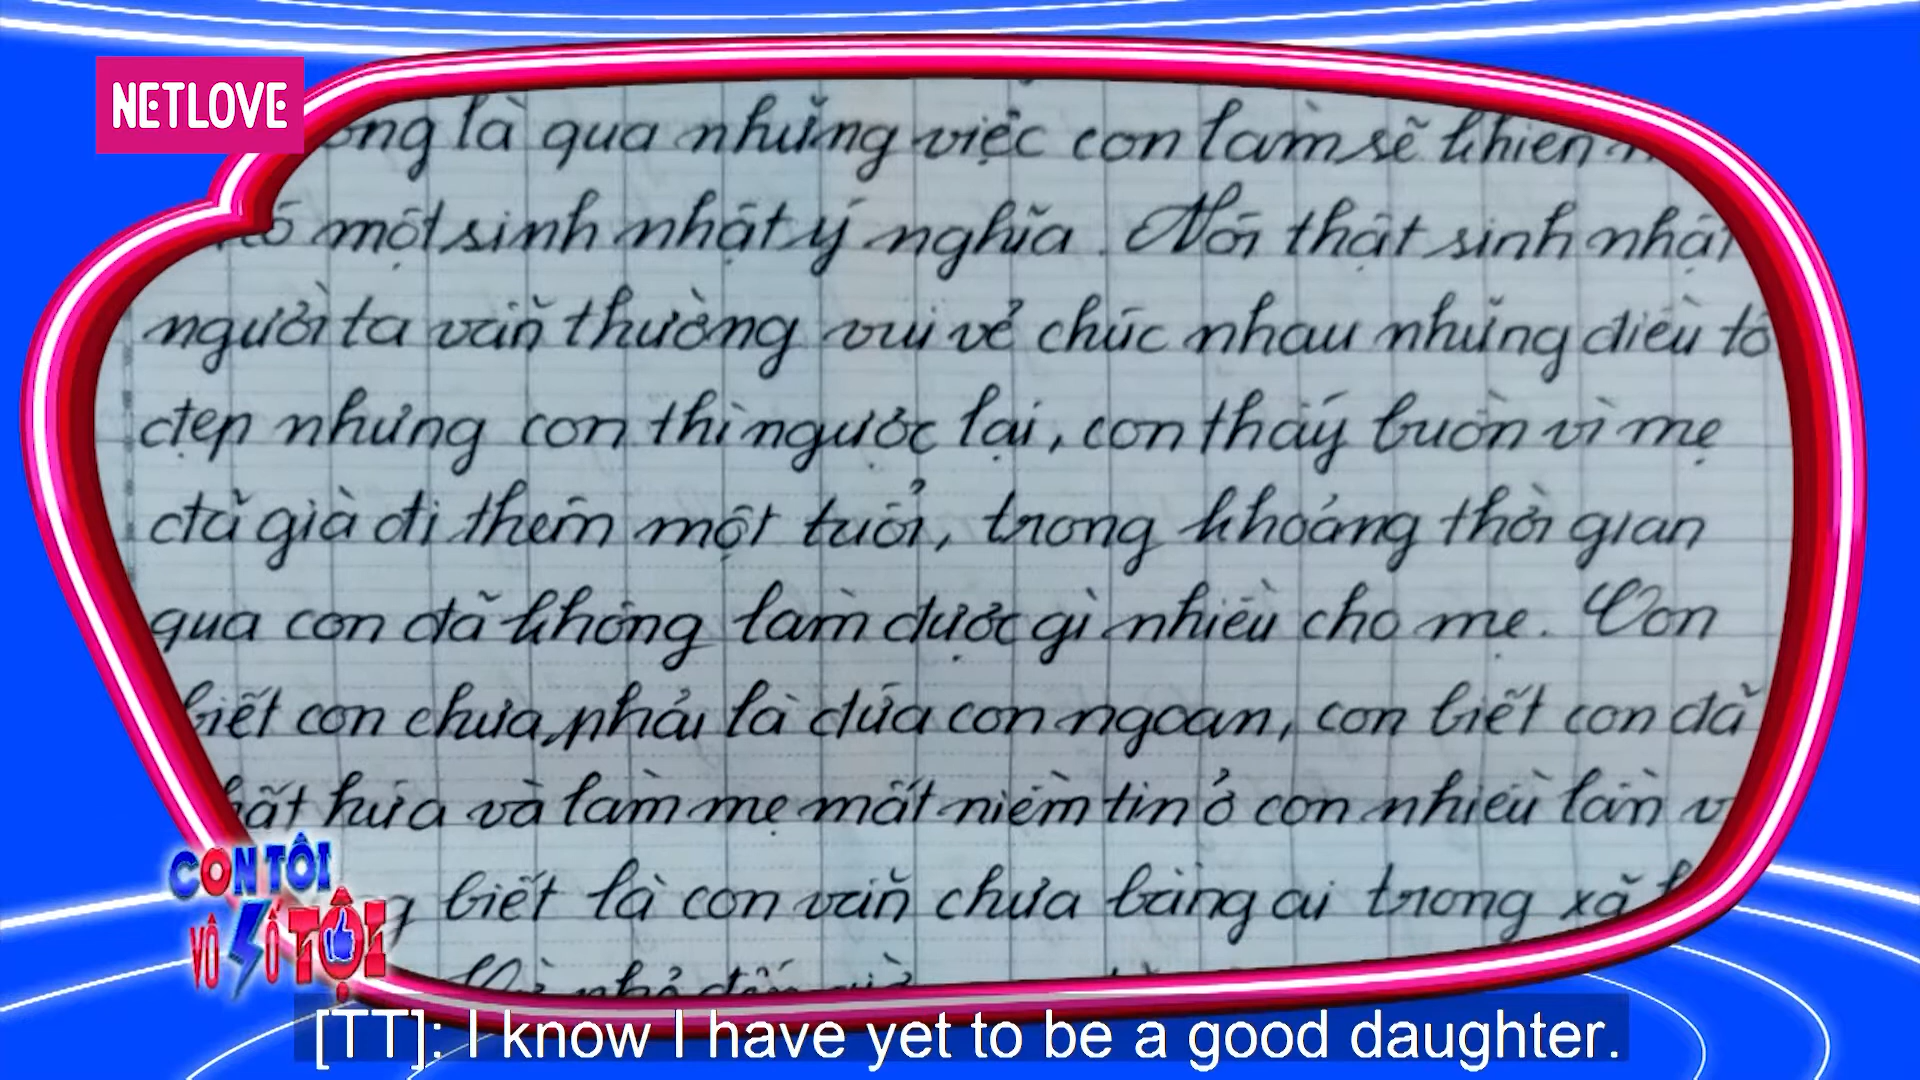 NETLOVE
là qua những việc con làm sẽ khiến
một sinh nhật ý nghĩa. Nói thật sinh nhật
người ta vẫn thường vui vẻ chúc nhau những điều tố
đẹp nhưng con thì ngược lại, con thấy buồn vì mẹ
đã già đi thêm một tuổi, trong khoảng thời gian
qua con đã không làm được gì nhiều cho mẹ. Con
biết con chưa phải là đứa con ngoan, con biết con đã
hứa và làm mẹ mất niềm tin ở con nhiều lần
biết là con vẫn chưa bằng ai trong xã
CON TÔI
VÔ SỐ TỘI
[TT]: I know I have yet to be a good daughter.